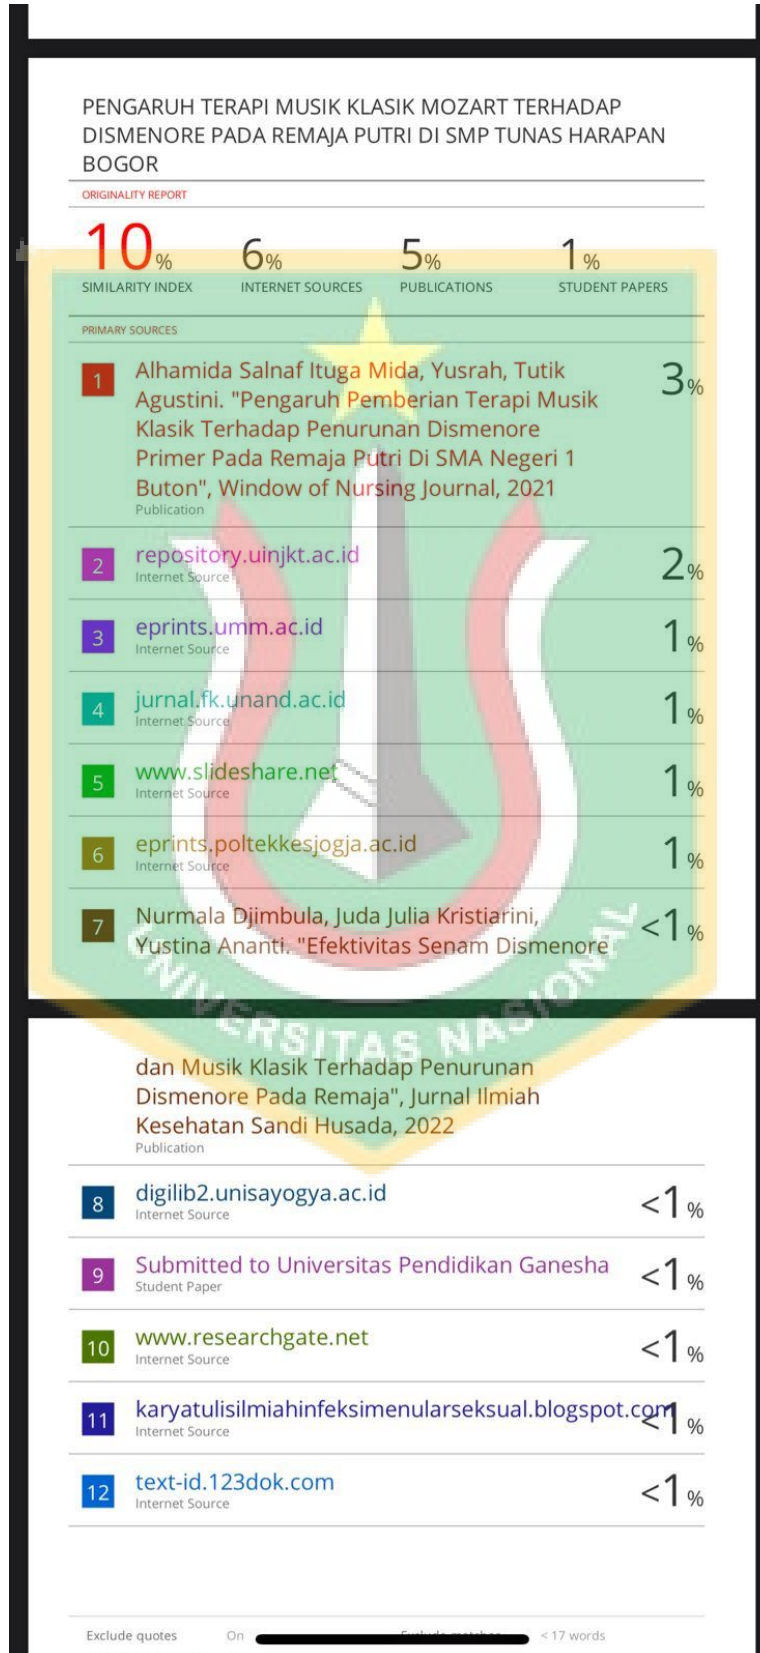 PENGARUH TERAPI MUSIK KLASIK MOZART TERHADAP
DISMENORE PADA REMAJA PUTRI DI SMP TUNAS HARAPAN
BOGOR
ORIGINALITY REPORT
10% 6% 5% 1%
SIMILARITY INDEX INTERNET SOURCES PUBLICATIONS STUDENT PAPERS
PRIMARY SOURCES
1 Alhamida Salnaf Ituga Mida, Yusrah, Tutik 3%
Agustini. "Pengaruh Pemberian Terapi Musik
Klasik Terhadap Penurunan Dismenore
Primer Pada Remaja Putri Di SMA Negeri 1
Buton", Window of Nursing Journal, 2021
Publication
2 repository.uinjkt.ac.id 2%
Internet Source
3 eprints.umm.ac.id 1%
Internet Source
4 jurnal.fk.unand.ac.id 1%
Internet Source
5 www.slideshare.net 1%
Internet Source
6 eprints.poltekkesjogja.ac.id 1%
Internet Source
7 Nurmala Djimbula, Juda Julia Kristiarini, <1%
Yustina Ananti. "Efektivitas Senam Dismenore
UNIVERSITAS NASIONAL
dan Musik Klasik Terhadap Penurunan
Dismenore Pada Remaja", Jurnal Ilmiah
Kesehatan Sandi Husada, 2022
Publication
8 digilib2.unisayogya.ac.id <1%
Internet Source
9 Submitted to Universitas Pendidikan Ganesha <1%
Student Paper
10 www.researchgate.net <1%
Internet Source
11 karyatulisilmiahinfeksimenularseksual.blogspot.com <1%
Internet Source
12 text-id.123dok.com <1%
Internet Source
Exclude quotes On Exclude matches < 17 words